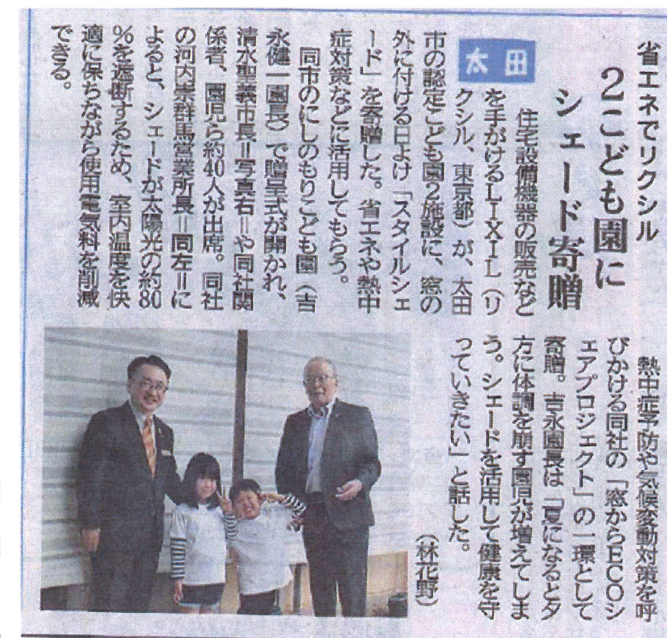 省エネでリクシル
2こども園に
シェード寄贈
太田
住宅設備機器の販売など
を手がけるLIXIL(リ
クシル、東京都)が、太田
市の認定こども園2施設に、窓の
外に付ける日よけ「スタイルシェ
ード」を寄贈した。省エネや熱中
症対策などに活用してもらう。
同市のにしのもりこども園(吉
永健一園長)で贈呈式が開かれ、
清水聖義市長=写真右=や同社関
係者、園児ら約40人が出席。同社
の河内崇群馬営業所長=同左=に
よると、シェードが太陽光の約80
%を遮断するため、室内温度を快
適に保ちながら使用電気料を削減
できる。
熱中症予防や気候変動対策を呼
びかける同社の「窓からECOシ
ェアプロジェクト」の一環として
寄贈。吉永園長は「夏になると夕
方に体調を崩す園児が増えてしま
う。シェードを活用して健康を守
っていきたい」と話した。
(林花野)